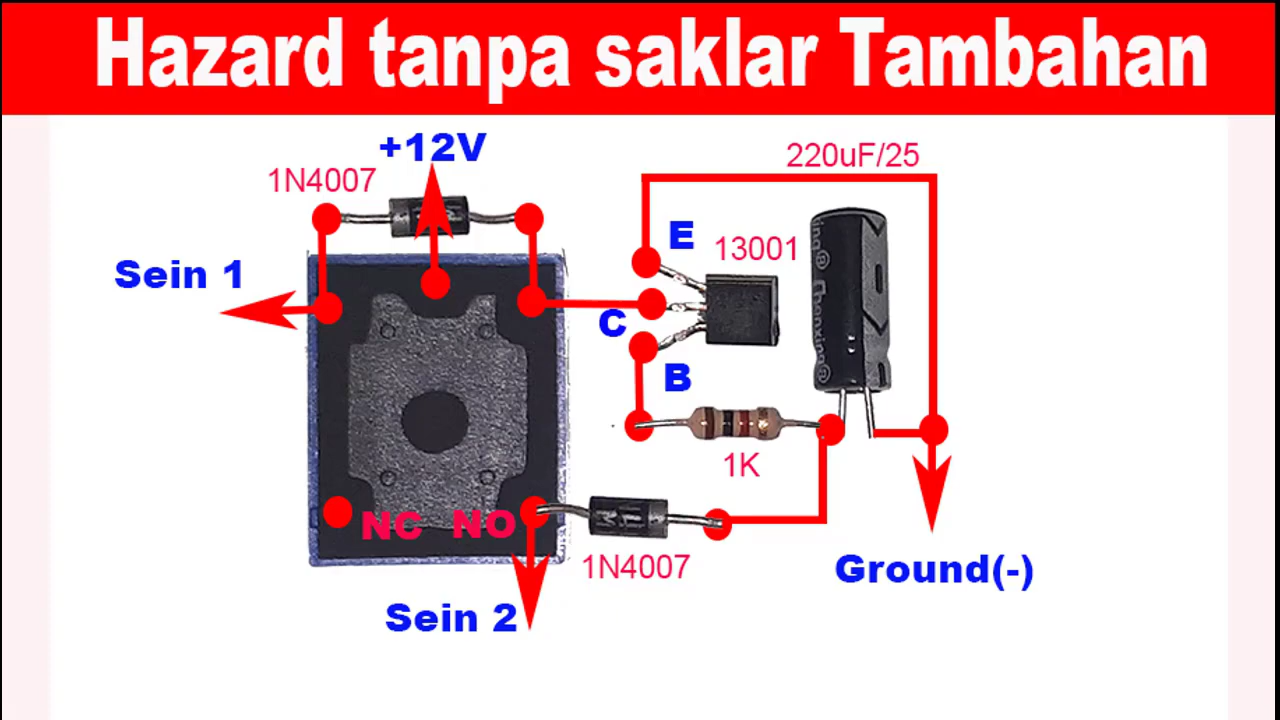 Hazard tanpa saklar Tambahan
+12V
220uF/25
1N4007
E
13001
Sein 1
C
B
1K
NC NO
1N4007
Ground(-)
Sein 2